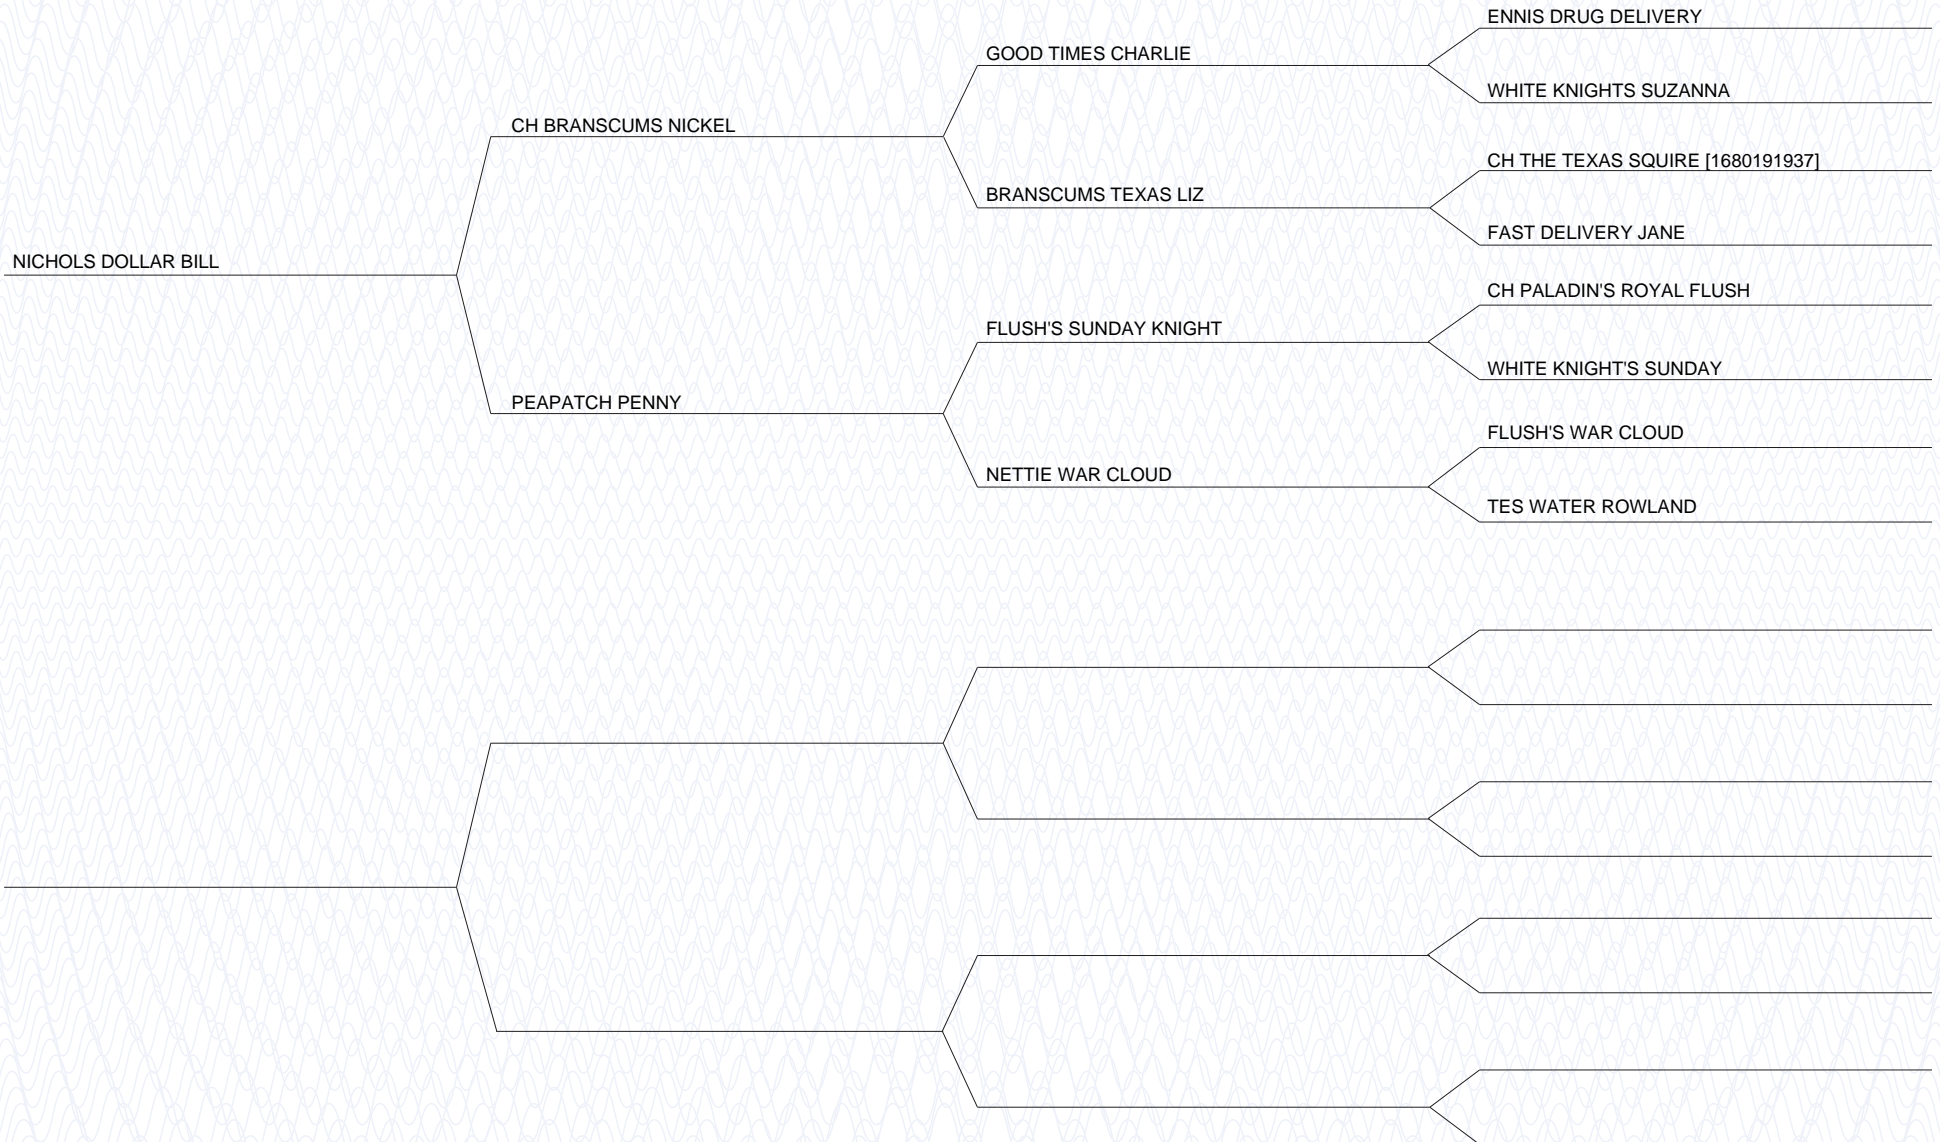 ENNIS DRUG DELIVERY
GOOD TIMES CHARLIE
WHITE KNIGHTS SUZANNA
CH BRANSCUMS NICKEL
CH THE TEXAS SQUIRE [1680191937]
BRANSCUMS TEXAS LIZ
FAST DELIVERY JANE
NICHOLS DOLLAR BILL
CH PALADIN'S ROYAL FLUSH
FLUSH'S SUNDAY KNIGHT
WHITE KNIGHT'S SUNDAY
PEAPATCH PENNY
FLUSH'S WAR CLOUD
NETTIE WAR CLOUD
TES WATER ROWLAND